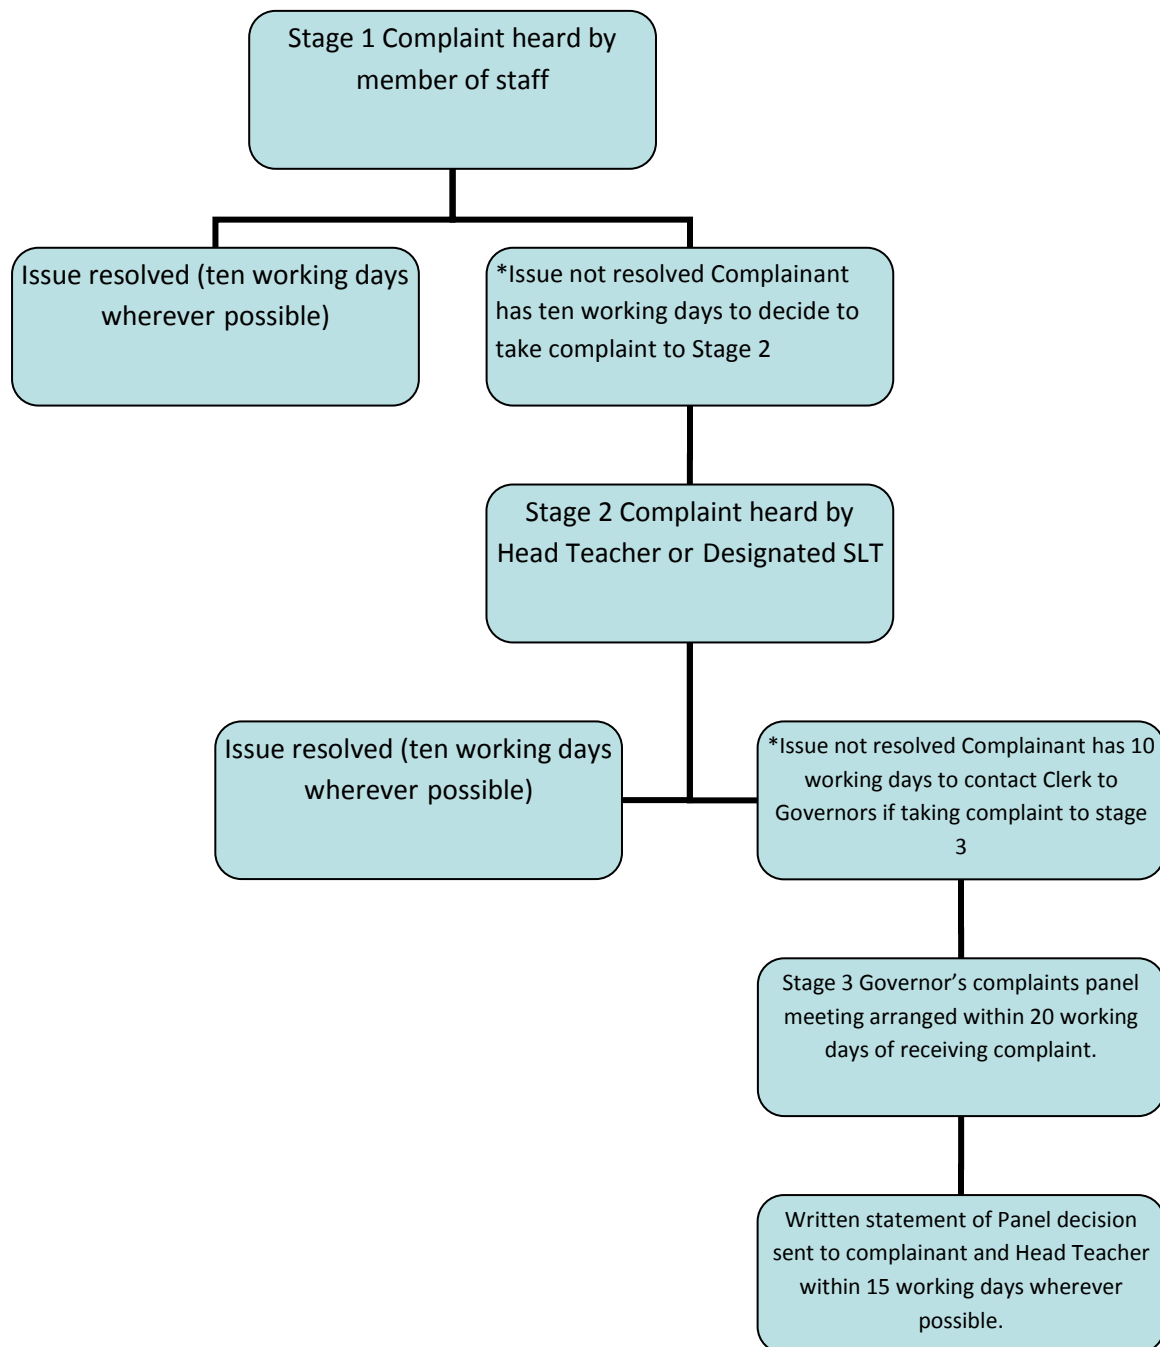 Stage 1 Complaint heard by
member of staff
Issue resolved (ten working days
wherever possible)
*Issue not resolved Complainant
has ten working days to decide to
take complaint to Stage 2
Stage 2 Complaint heard by
Head Teacher or Designated SLT
Issue resolved (ten working days
wherever possible)
*Issue not resolved Complainant has 10
working days to contact Clerk to
Governors if taking complaint to stage
3
Stage 3 Governor’s complaints panel
meeting arranged within 20 working
days of receiving complaint.
Written statement of Panel decision
sent to complainant and Head Teacher
within 15 working days wherever
possible.